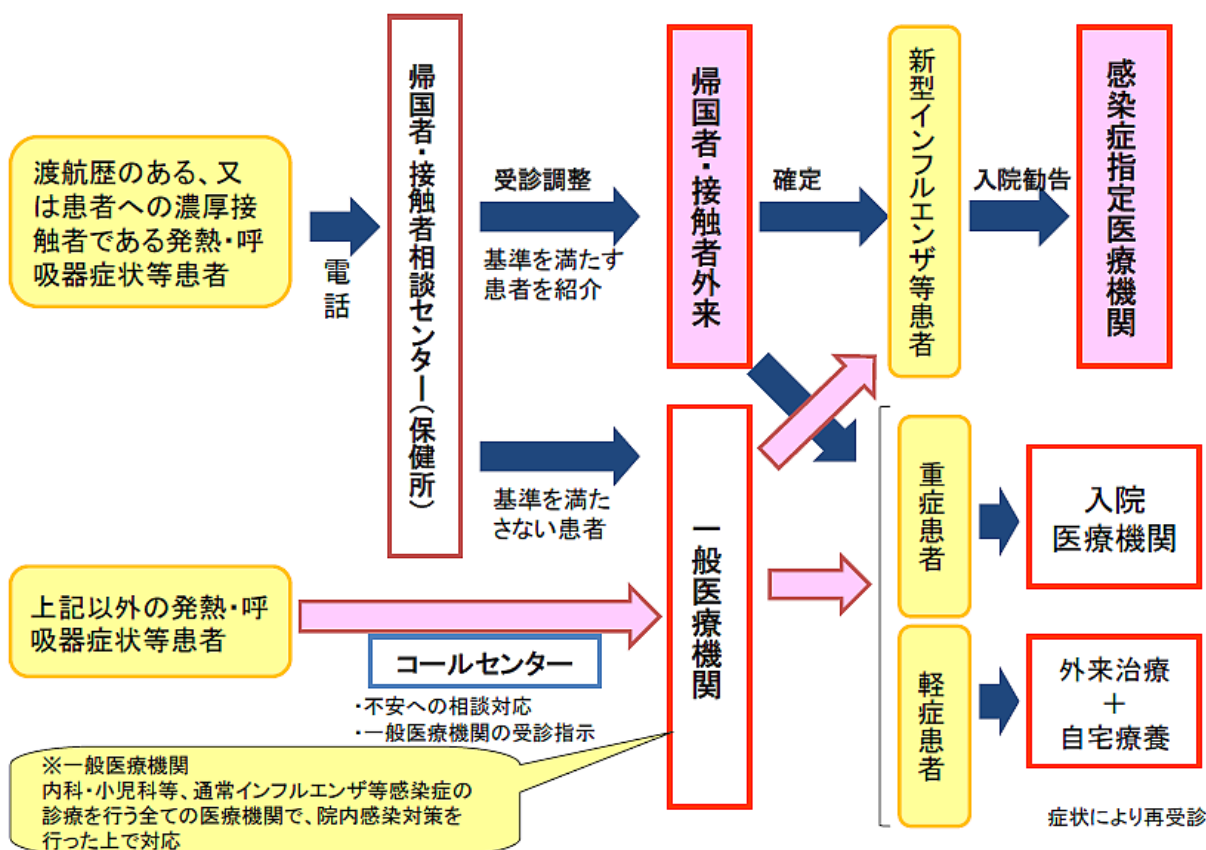 渡航歴のある、又
は患者への濃厚接
触者である発熱・呼
吸器症状等患者
電話
帰国者・接触者相談センター(保健所)
受診調整
基準を満たす
患者を紹介
帰国者・接触者外来
確定
新型インフルエンザ等患者
入院勧告
感染症指定医療機関
基準を満た
さない患者
一般医療機関
上記以外の発熱・呼
吸器症状等患者
コールセンター
・不安への相談対応
・一般医療機関の受診指示
※一般医療機関
内科・小児科等、通常インフルエンザ等感染症の
診療を行う全ての医療機関で、院内感染対策を
行った上で対応
重症患者
入院
医療機関
軽症患者
外来治療
+
自宅療養
症状により再受診